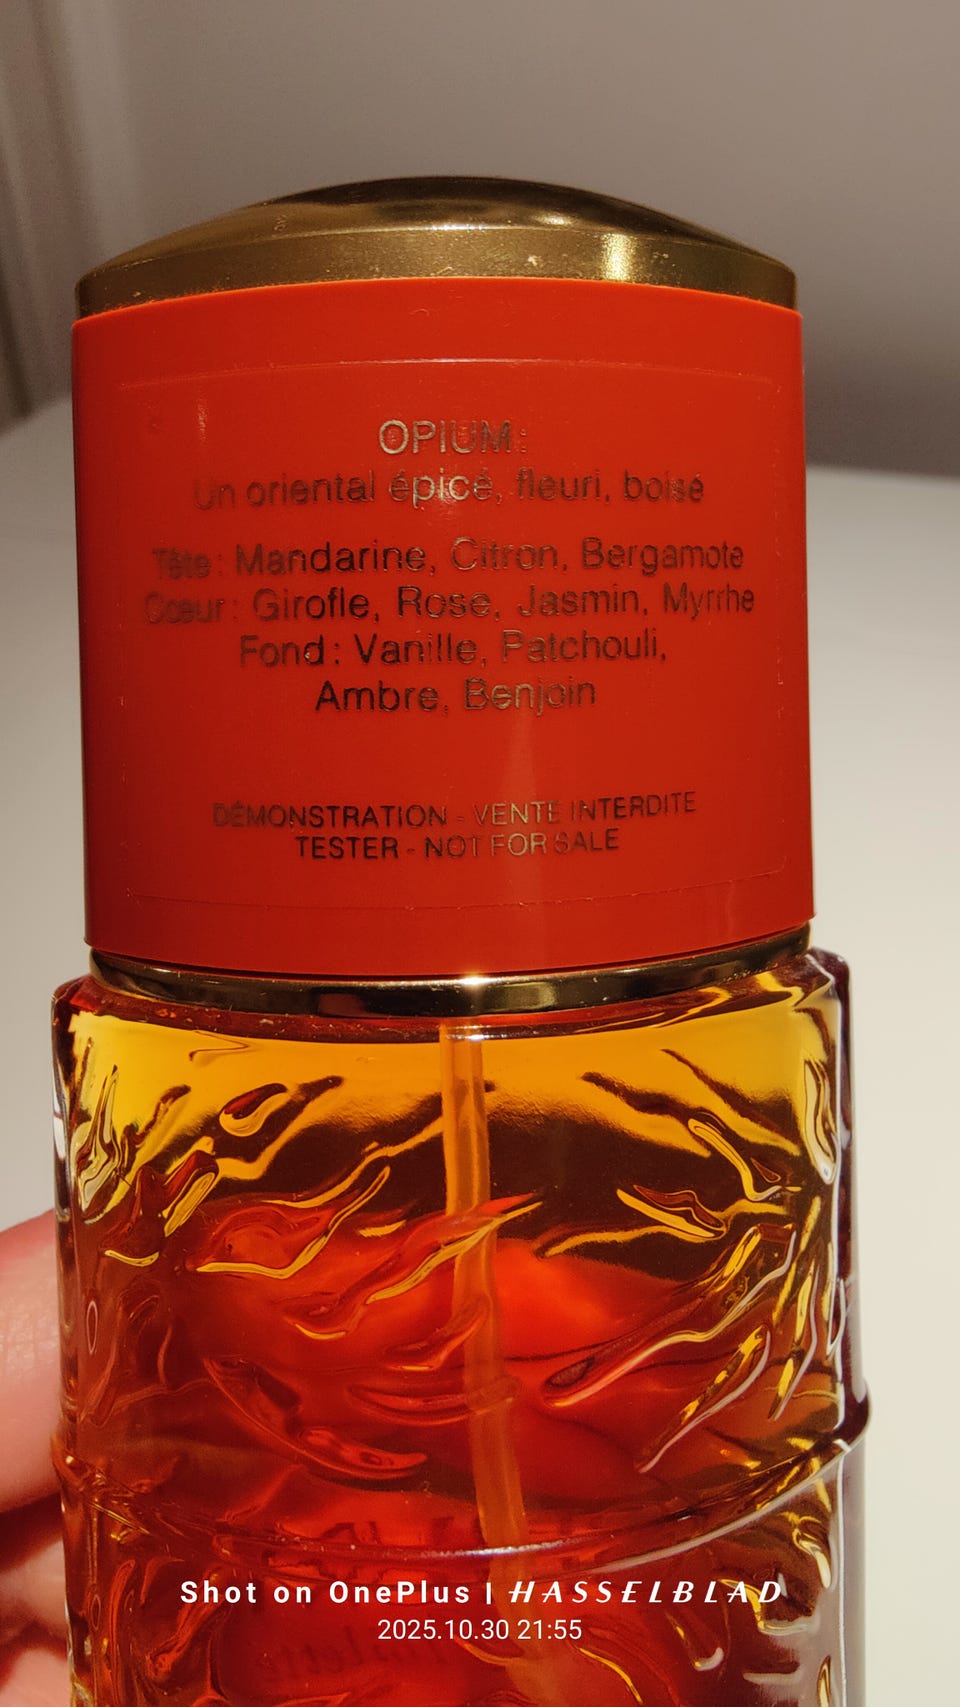 OPIUM:
Un oriental épicé, fleuri, boisé
Tête: Mandarine, Citron, Bergamote
Cœur: Girofle, Rose, Jasmin, Myrrhe
Fond: Vanille, Patchouli,
Ambre, Benjoin
DÉMONSTRATION - VENTE INTERDITE
TESTER - NOT FOR SALE
Shot on OnePlus | HASSELBLAD
2025.10.30 21:55